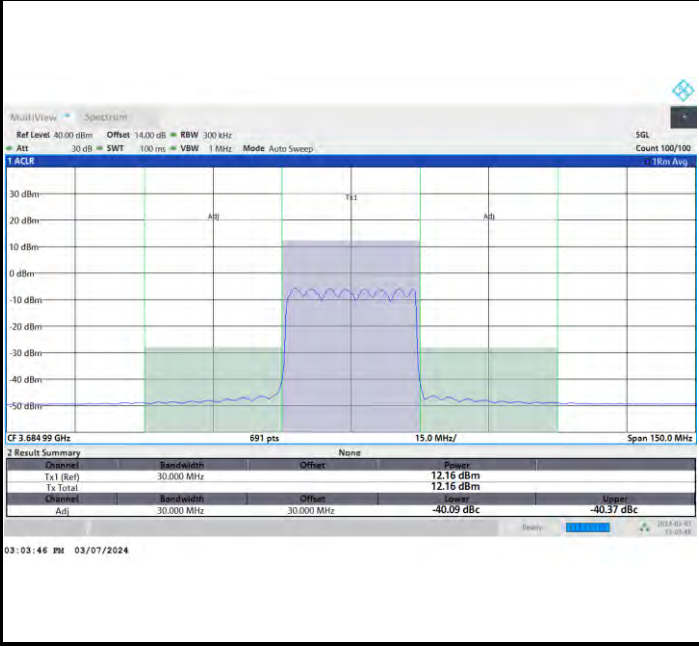 MultiView Spectrum
Ref Level 40.00 dBm Offset 14.00 dB RBW 300 kHz SGL
Att 30 dB SWT 100 ms VBW 1 MHz Mode Auto Sweep Count 100/100
1 ACLR 1Rm Avg
30 dBm
Tx1
20 dBm
Adj Adj
10 dBm
0 dBm
-10 dBm
-20 dBm
-30 dBm
-40 dBm
-50 dBm
CF 3.684 99 GHz 691 pts 15.0 MHz/ Span 150.0 MHz
2 Result Summary None
Channel Bandwidth Offset Power
Tx1 (Ref) 30.000 MHz 12.16 dBm
Tx Total 12.16 dBm
Channel Bandwidth Offset Lower Upper
Adj 30.000 MHz 30.000 MHz -40.09 dBc -40.37 dBc
Ready
03:03:46 PM 03/07/2024